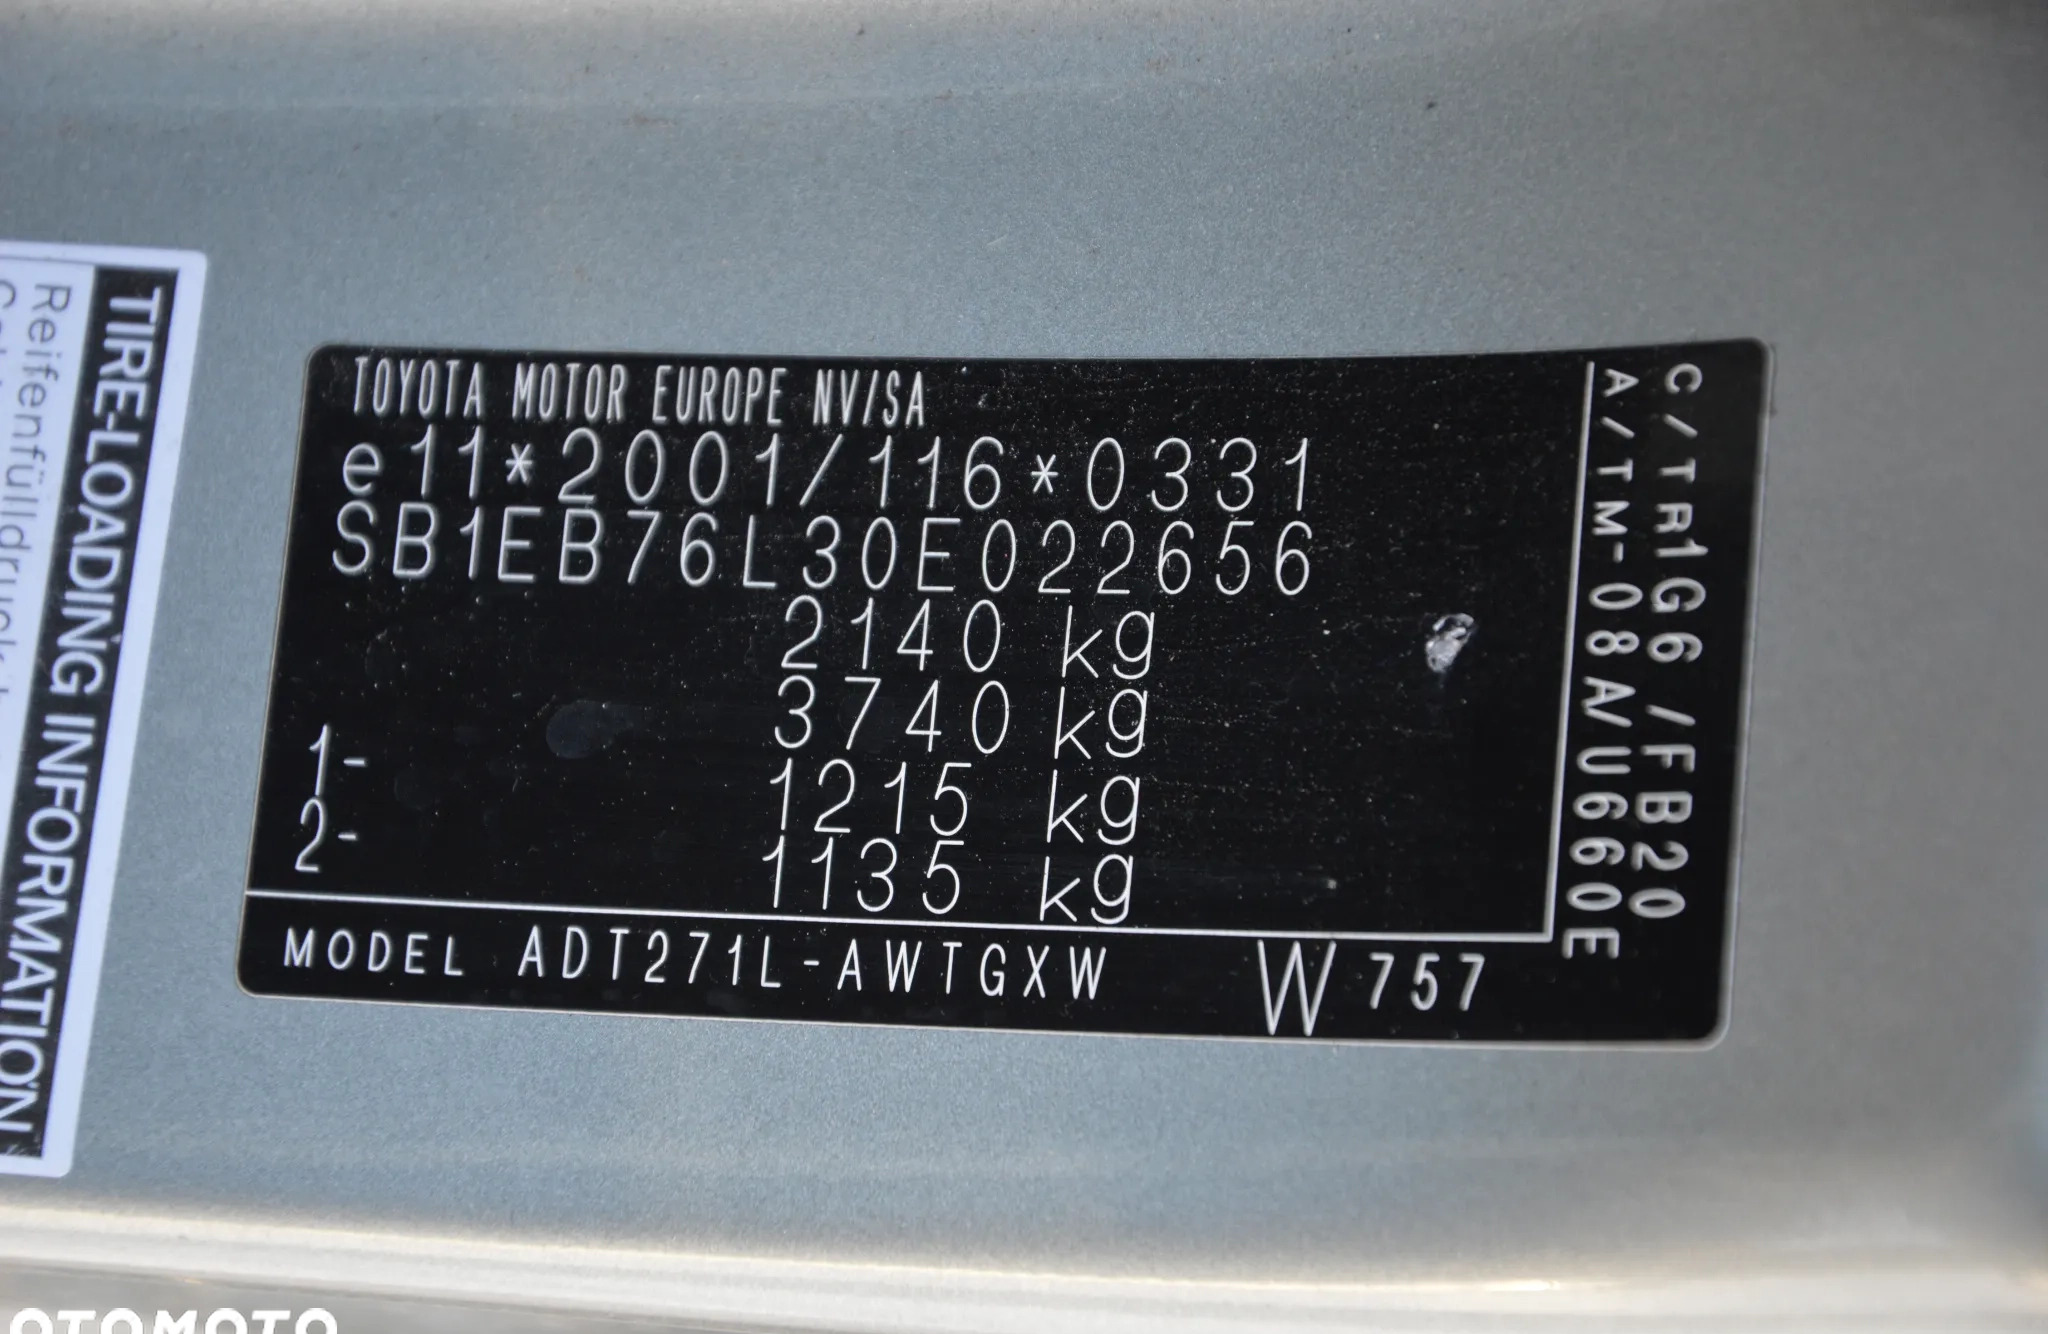 TOYOTA MOTOR EUROPE NV/SA
e11*2001/116*0331
SB1EB76L30E022656
2140 kg
3740 kg
1- 1215 kg
2- 1135 kg
MODEL ADT271L-AWTGXW W757
C/TR1G6 /FB20
A/TM-08A/U660E
TIRE-LOADING INFORMATION
Reifenfülldruck
OTOMOTO